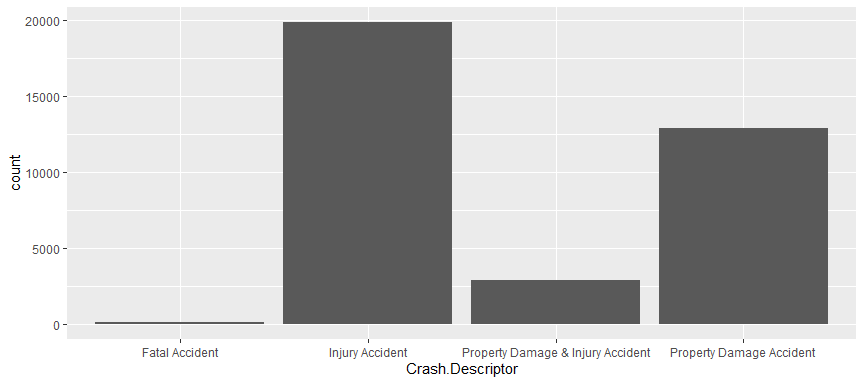 20000
15000
10000
5000
0
count
Fatal Accident
Injury Accident
Property Damage & Injury Accident
Property Damage Accident
Crash.Descriptor